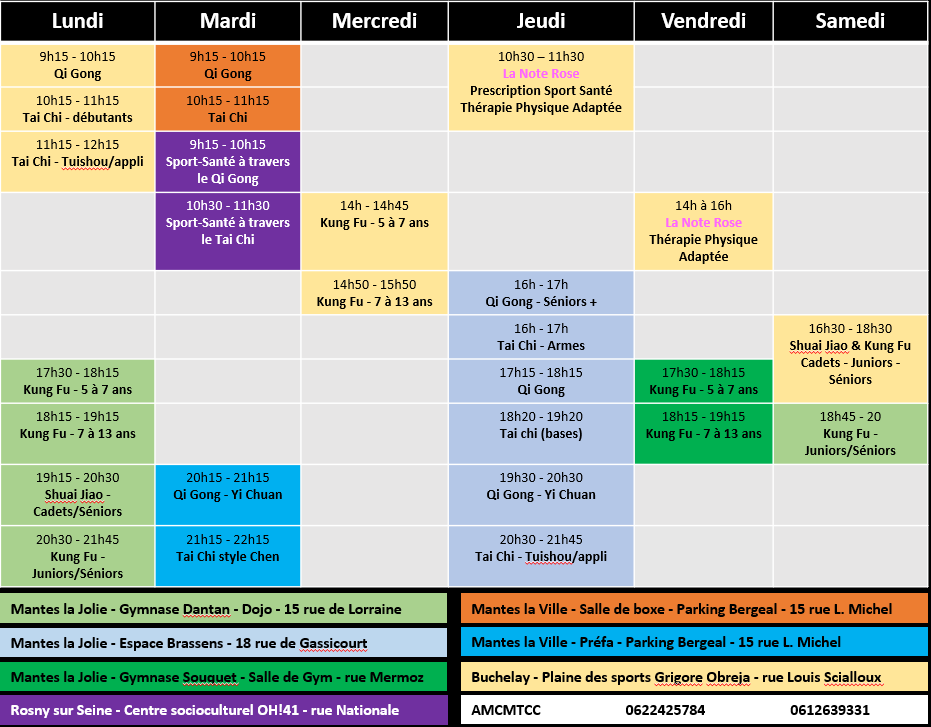 Lundi Mardi Mercredi Jeudi Vendredi Samedi
9h15 - 10h15
Qi Gong
9h15 - 10h15
Qi Gong
10h30 – 11h30
La Note Rose
Prescription Sport Santé
Thérapie Physique Adaptée
10h15 - 11h15
Tai Chi - débutants
10h15 - 11h15
Tai Chi
11h15 - 12h15
Tai Chi - Tuishou/appli
9h15 - 10h15
Sport-Santé à travers
le Qi Gong
10h30 - 11h30
Sport-Santé à travers
le Tai Chi
14h - 14h45
Kung Fu - 5 à 7 ans
14h à 16h
La Note Rose
Thérapie Physique
Adaptée
14h50 - 15h50
Kung Fu - 7 à 13 ans
16h - 17h
Qi Gong - Séniors +
16h - 17h
Tai Chi - Armes
16h30 - 18h30
Shuai Jiao & Kung Fu
Cadets - Juniors -
Séniors
17h30 - 18h15
Kung Fu - 5 à 7 ans
17h15 - 18h15
Qi Gong
17h30 - 18h15
Kung Fu - 5 à 7 ans
18h15 - 19h15
Kung Fu - 7 à 13 ans
18h20 - 19h20
Tai chi (bases)
18h15 - 19h15
Kung Fu - 7 à 13 ans
18h45 - 20
Kung Fu -
Juniors/Séniors
19h15 - 20h30
Shuai Jiao -
Cadets/Séniors
20h15 - 21h15
Qi Gong - Yi Chuan
19h30 - 20h30
Qi Gong - Yi Chuan
20h30 - 21h45
Kung Fu -
Juniors/Séniors
21h15 - 22h15
Tai Chi style Chen
20h30 - 21h45
Tai Chi - Tuishou/appli
Mantes la Jolie - Gymnase Dantan - Dojo - 15 rue de Lorraine
Mantes la Ville - Salle de boxe - Parking Bergeal - 15 rue L. Michel
Mantes la Jolie - Espace Brassens - 18 rue de Gassicourt
Mantes la Ville - Préfa - Parking Bergeal - 15 rue L. Michel
Mantes la Jolie - Gymnase Souquet - Salle de Gym - rue Mermoz
Buchelay - Plaine des sports Grigore Obreja - rue Louis Scialloux
Rosny sur Seine - Centre socioculturel OH!41 - rue Nationale
AMCMTCC 0622425784 0612639331